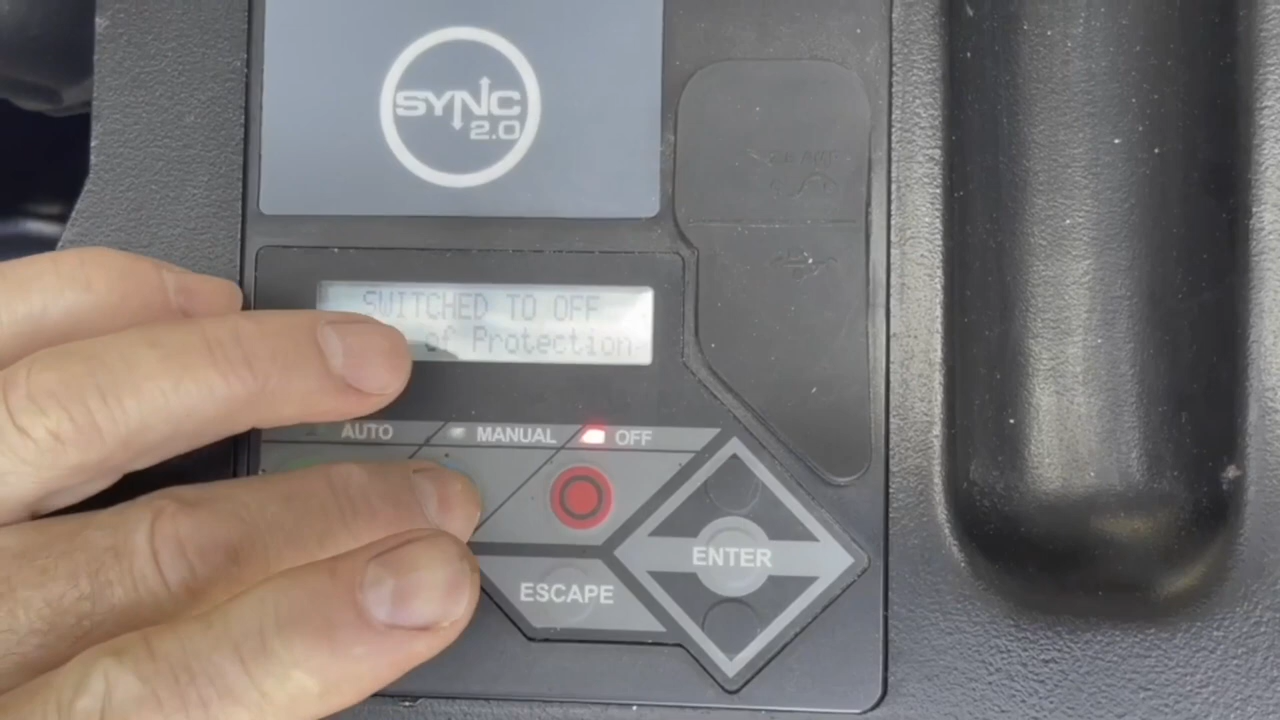 SYNC
2.0
SWITCHED TO OFF
of Protection
AUTO
MANUAL
OFF
ENTER
ESCAPE